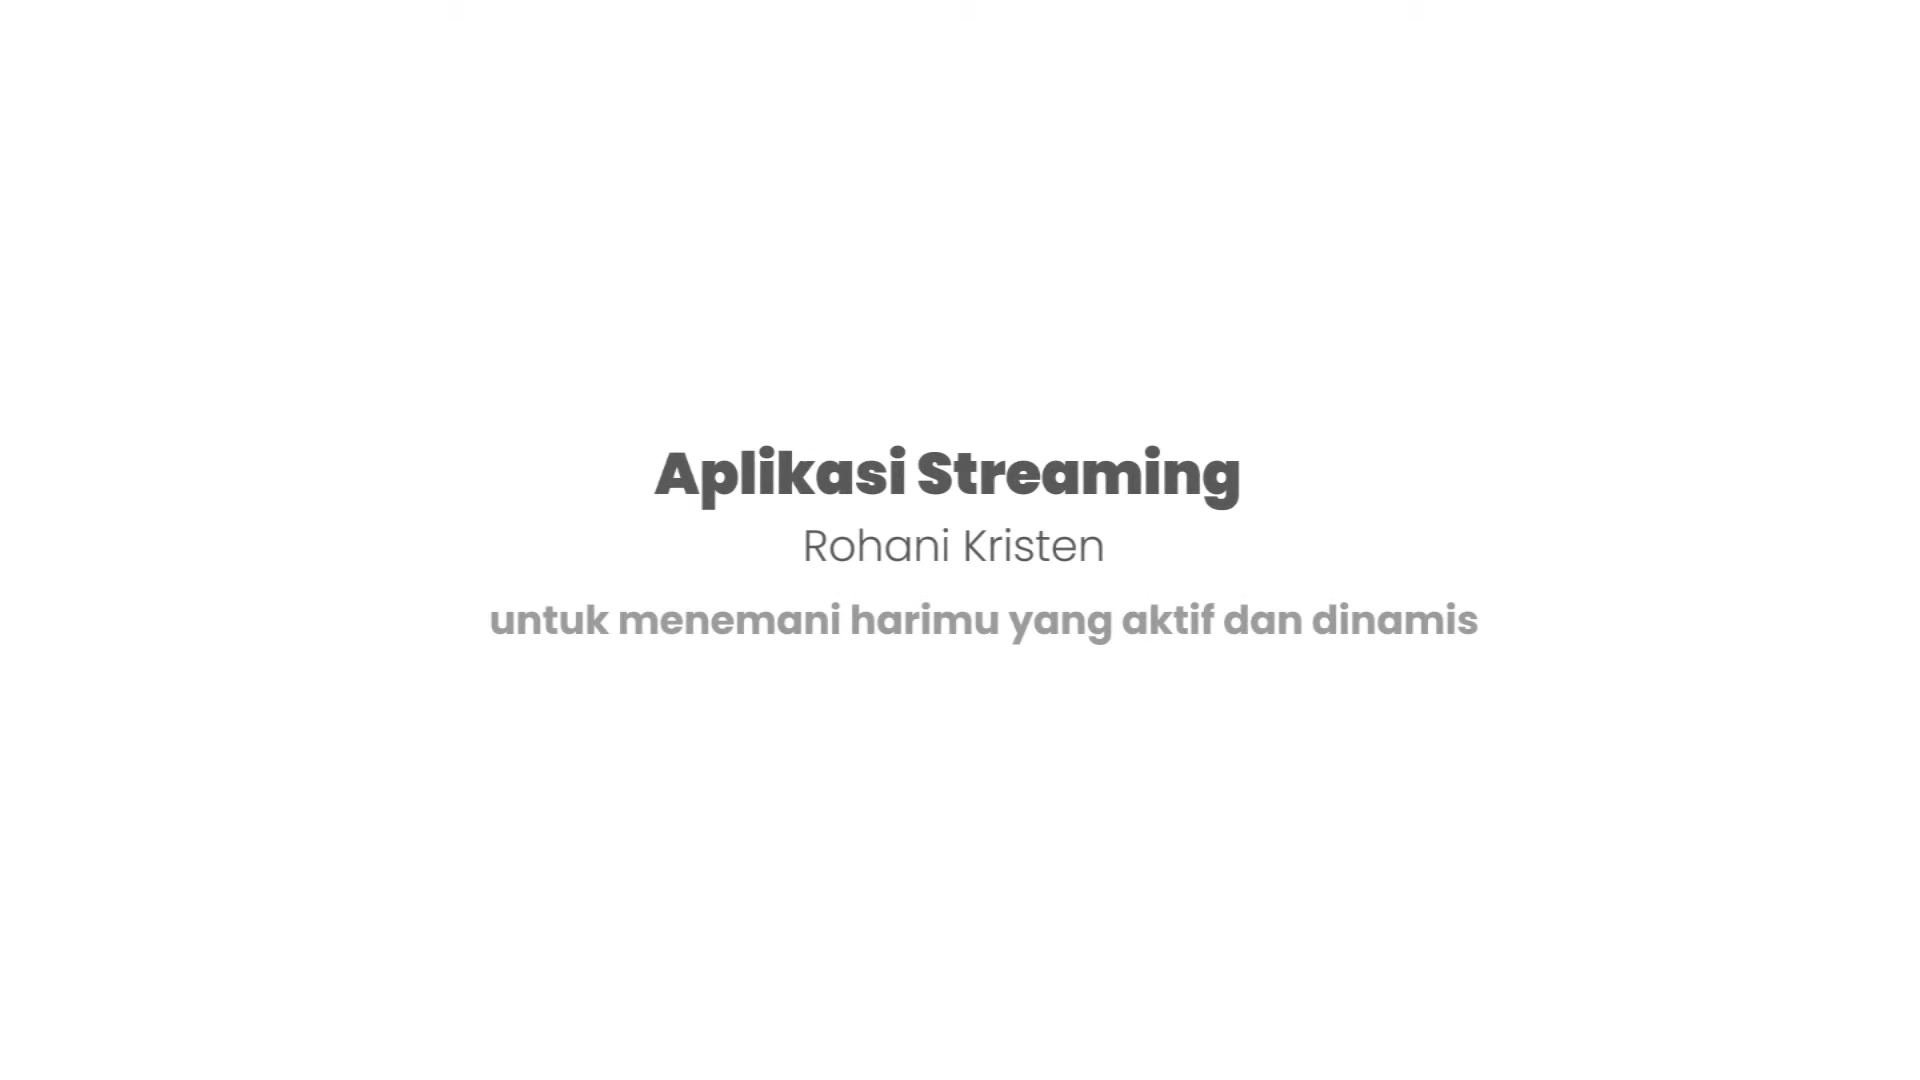 Aplikasi Streaming
Rohani Kristen
untuk menemani harimu yang aktif dan dinamis